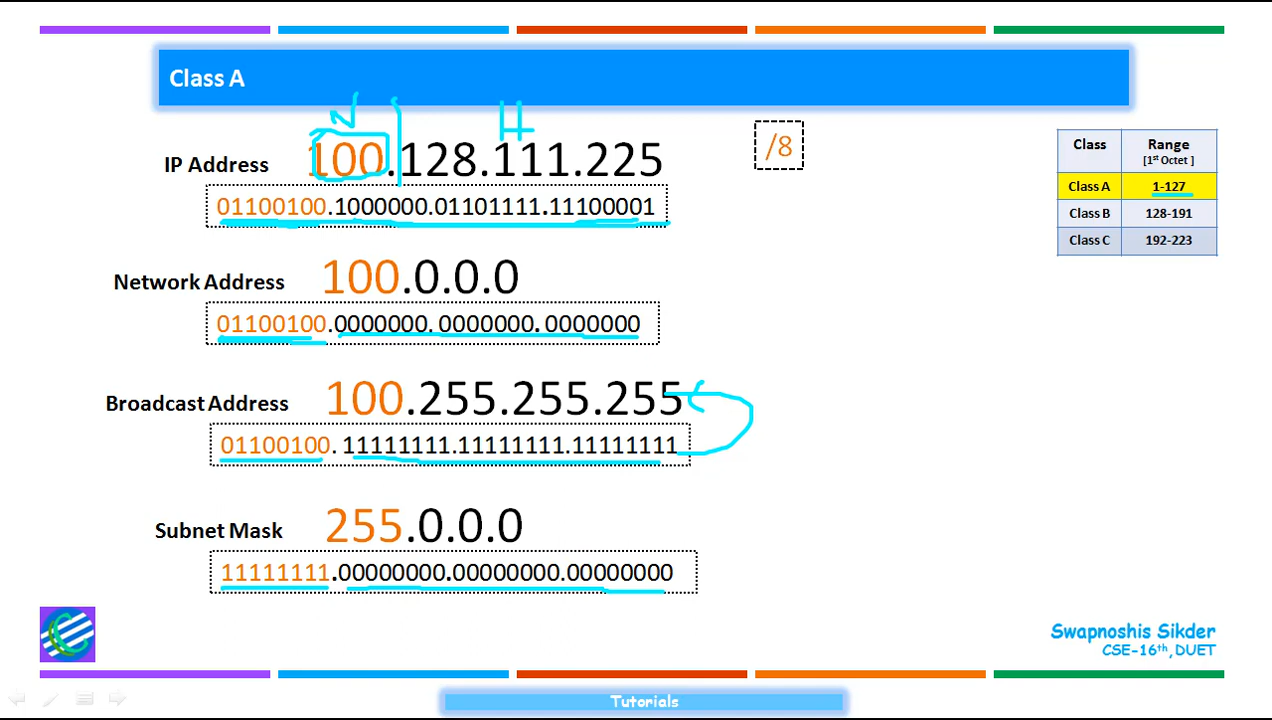 Class A
H
IP Address 100.128.111.225
/8
01100100.1000000.01101111.11100001
Class Range
[1st Octet ]
Class A 1-127
Class B 128-191
Class C 192-223
Network Address 100.0.0.0
01100100.0000000.0000000.0000000
Broadcast Address 100.255.255.255
01100100. 11111111.11111111.11111111
Subnet Mask 255.0.0.0
11111111.00000000.00000000.00000000
Swapnoshis Sikder
CSE-16th,DUET
Tutorials